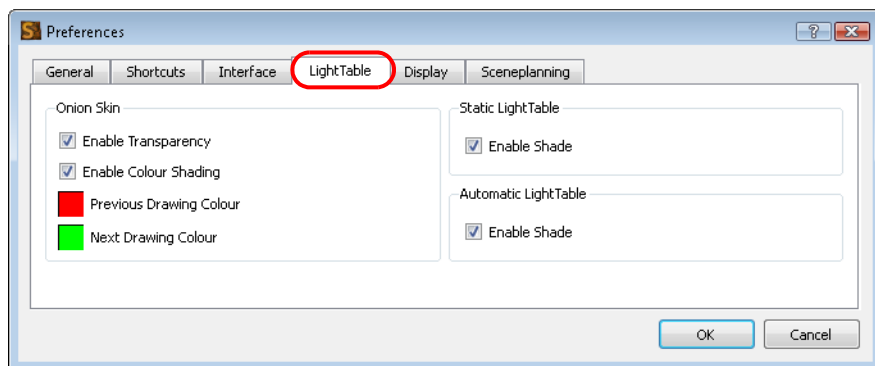 Preferences
General Shortcuts Interface LightTable Display Sceneplanning
Onion Skin
Enable Transparency
Enable Colour Shading
Previous Drawing Colour
Next Drawing Colour
Static LightTable
Enable Shade
Automatic LightTable
Enable Shade
OK Cancel